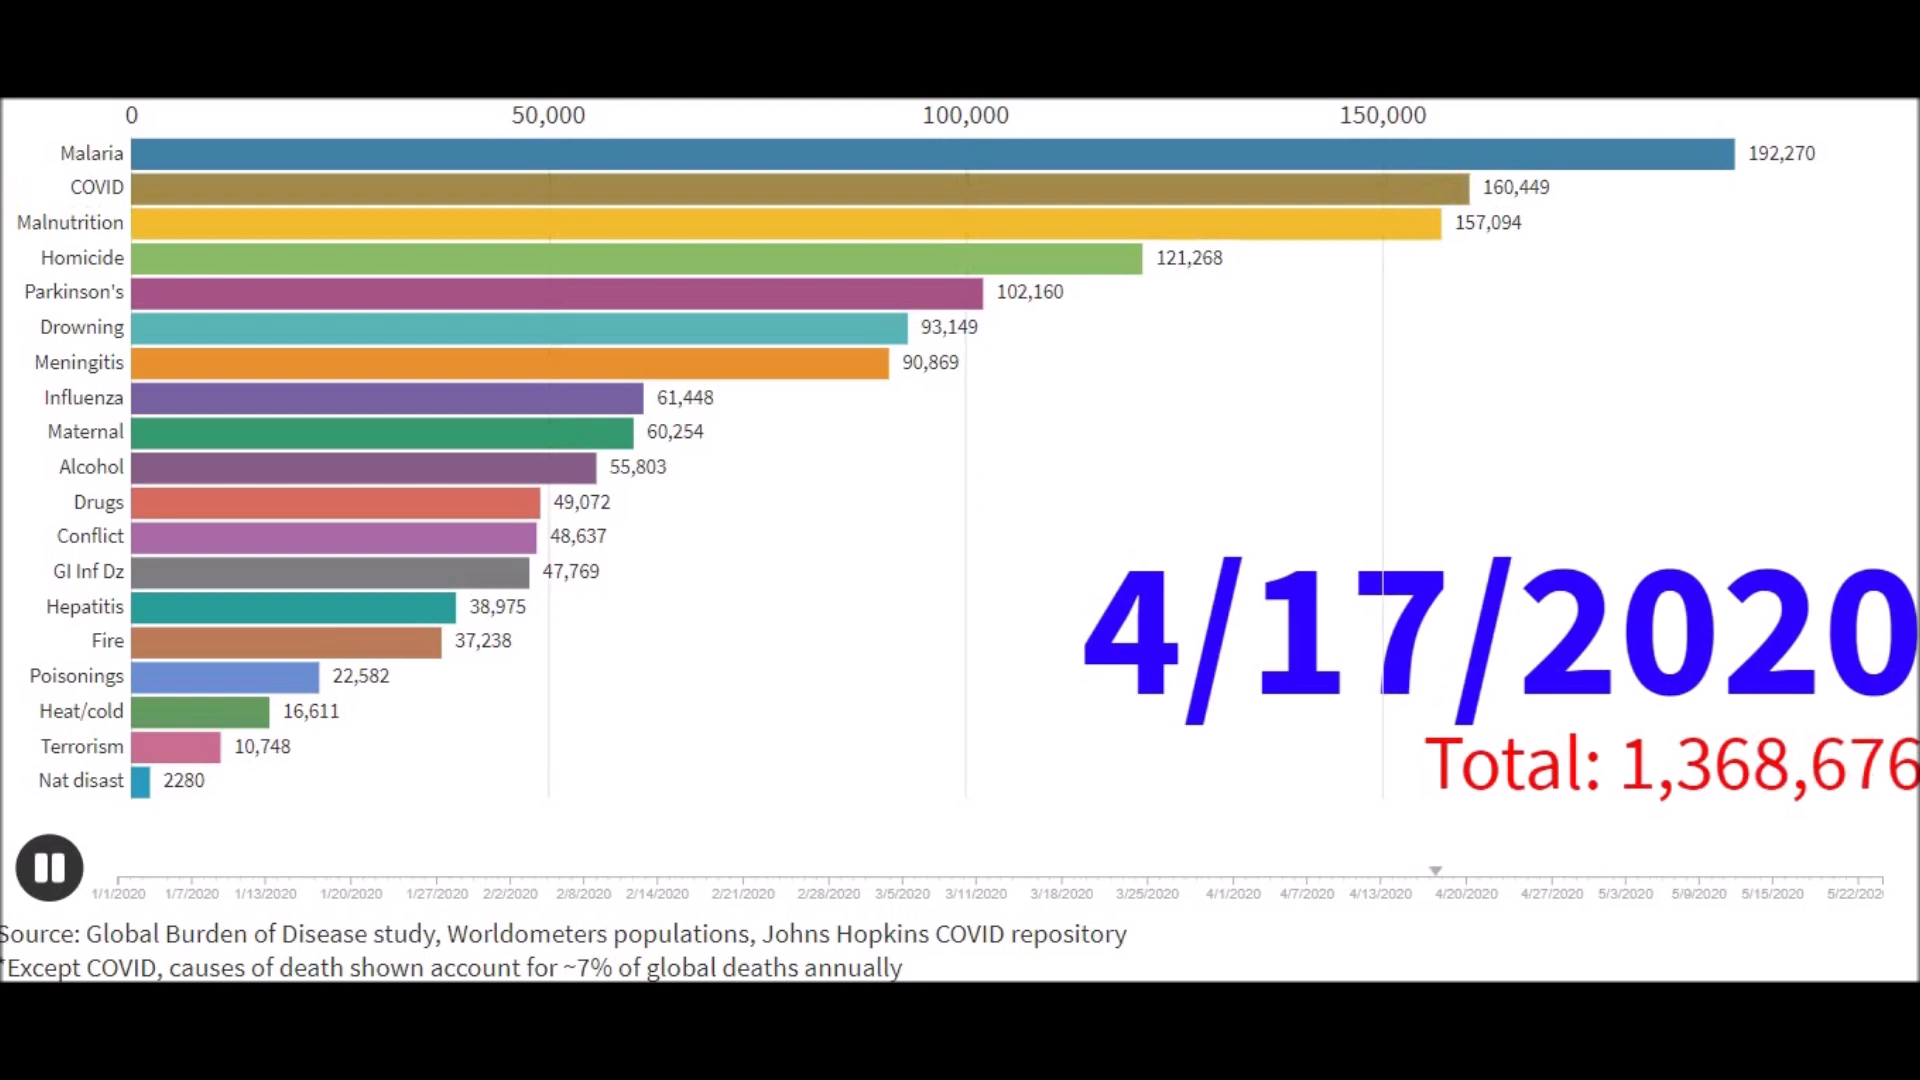 0 50,000 100,000 150,000
Malaria 192,270
COVID 160,449
Malnutrition 157,094
Homicide 121,268
Parkinson's 102,160
Drowning 93,149
Meningitis 90,869
Influenza 61,448
Maternal 60,254
Alcohol 55,803
Drugs 49,072
Conflict 48,637
GI Inf Dz 47,769
Hepatitis 38,975
Fire 37,238
Poisonings 22,582
Heat/cold 16,611
Terrorism 10,748
Nat disast 2280
4/17/2020
Total: 1,368,676
1/1/2020 1/7/2020 1/13/2020 1/20/2020 1/27/2020 2/2/2020 2/8/2020 2/14/2020 2/21/2020 2/28/2020 3/5/2020 3/11/2020 3/18/2020 3/25/2020 4/1/2020 4/7/2020 4/13/2020 4/20/2020 4/27/2020 5/3/2020 5/9/2020 5/15/2020 5/22/202
Source: Global Burden of Disease study, Worldometers populations, Johns Hopkins COVID repository
*Except COVID, causes of death shown account for ~7% of global deaths annually